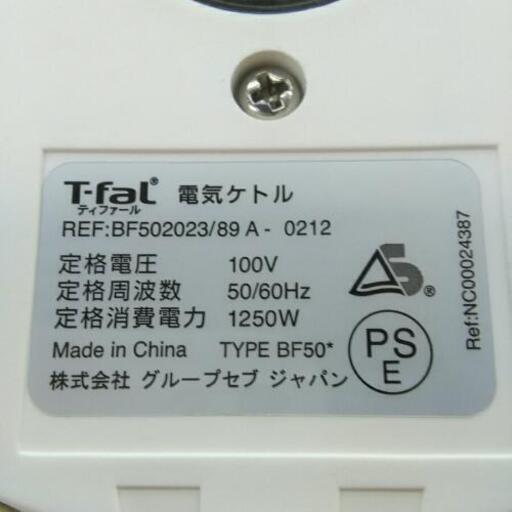 T-faL® 電気ケトル
ティファール
REF:BF502023/89 A - 0212
定格電圧 100V
定格周波数 50/60Hz
定格消費電力 1250W
Made in China TYPE BF50*
株式会社 グループセブ ジャパン
S ®
PS
E
Ref:NC00024387